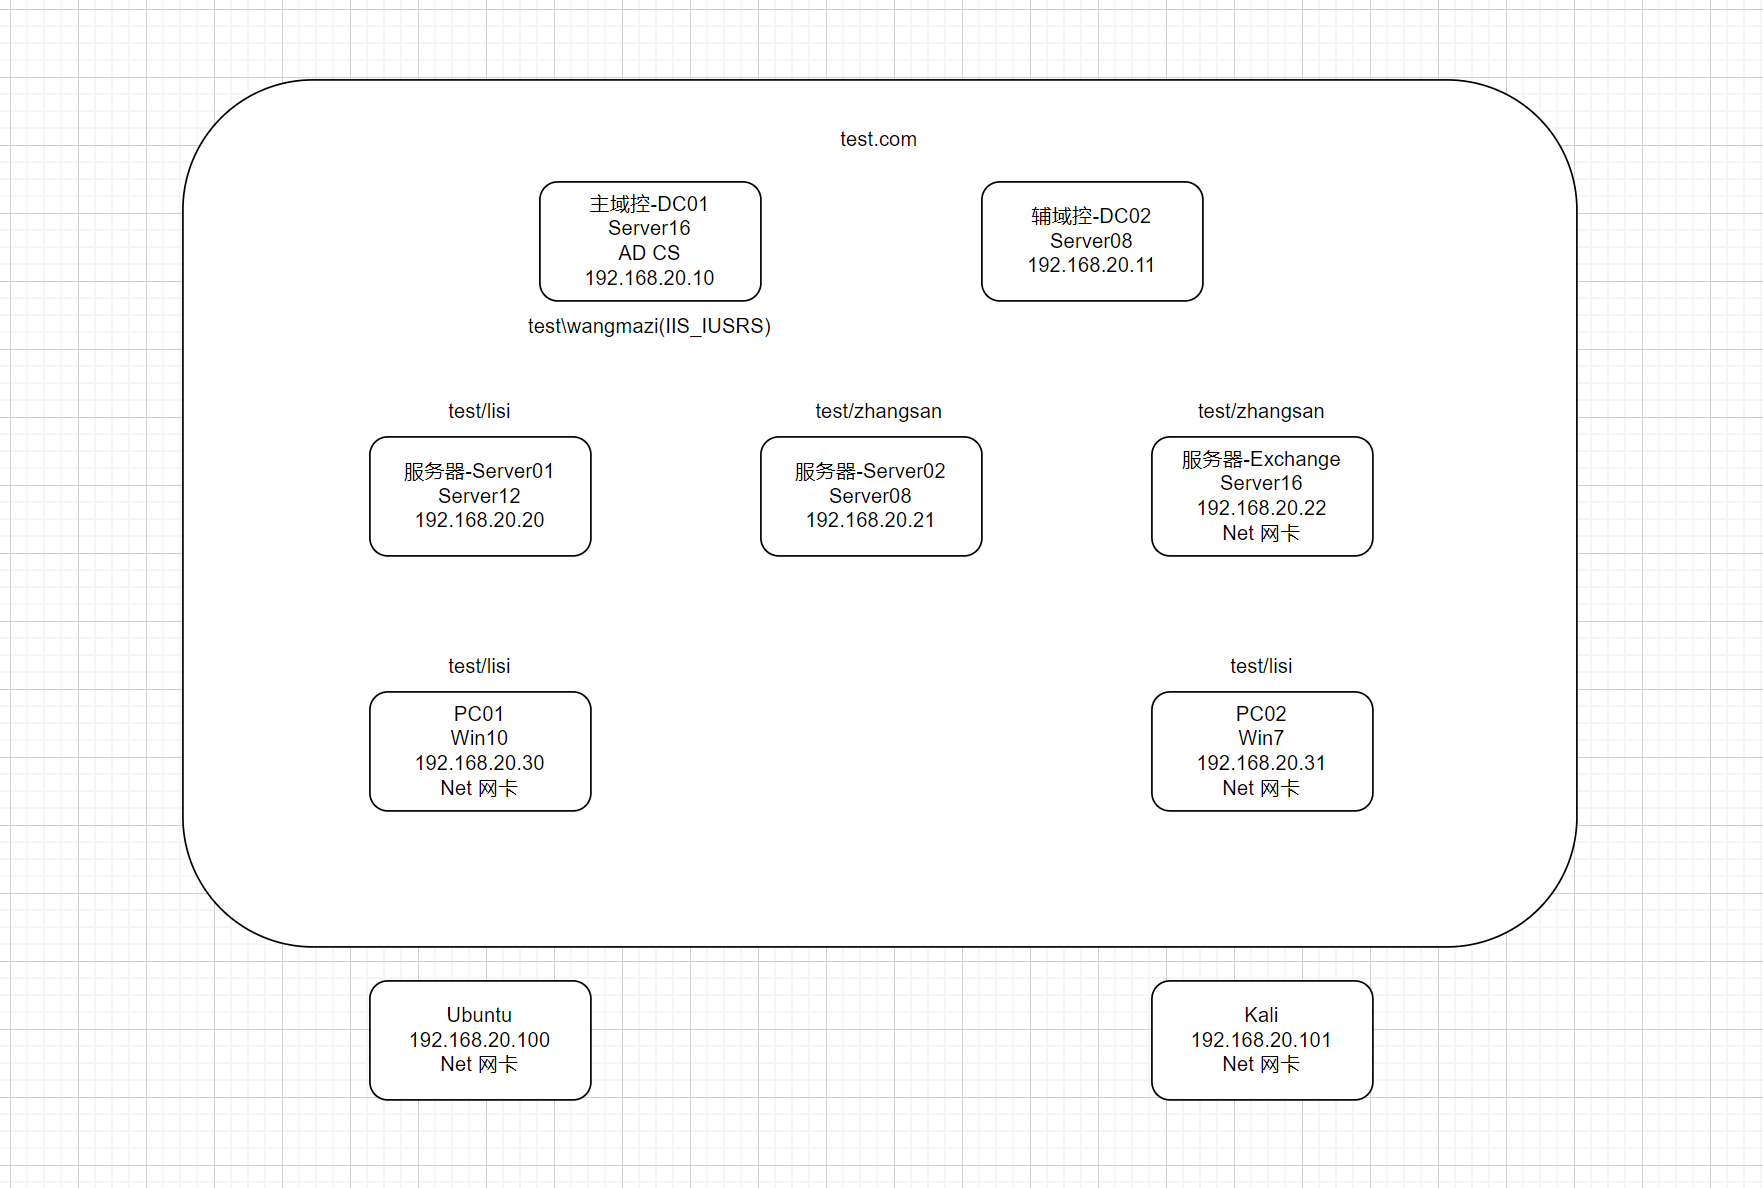 test.com
主域控-DC01
Server16
AD CS
192.168.20.10
辅域控-DC02
Server08
192.168.20.11
test\wangmazi(IIS_IUSRS)
test/lisi
test/zhangsan
test/zhangsan
服务器-Server01
Server12
192.168.20.20
服务器-Server02
Server08
192.168.20.21
服务器-Exchange
Server16
192.168.20.22
Net 网卡
test/lisi
test/lisi
PC01
Win10
192.168.20.30
Net 网卡
PC02
Win7
192.168.20.31
Net 网卡
Ubuntu
192.168.20.100
Net 网卡
Kali
192.168.20.101
Net 网卡